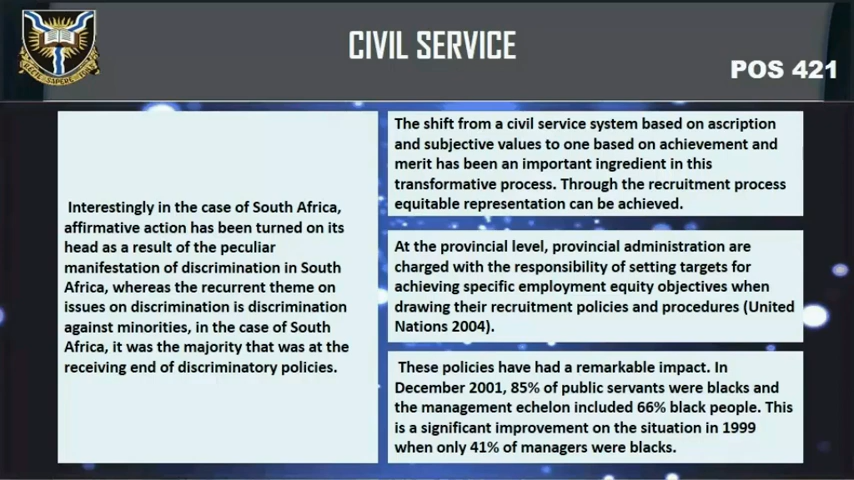 CIVIL SERVICE
POS 421
Interestingly in the case of South Africa,
affirmative action has been turned on its
head as a result of the peculiar
manifestation of discrimination in South
Africa, whereas the recurrent theme on
issues on discrimination is discrimination
against minorities, in the case of South
Africa, it was the majority that was at the
receiving end of discriminatory policies.
The shift from a civil service system based on ascription
and subjective values to one based on achievement and
merit has been an important ingredient in this
transformative process. Through the recruitment process
equitable representation can be achieved.
At the provincial level, provincial administration are
charged with the responsibility of setting targets for
achieving specific employment equity objectives when
drawing their recruitment policies and procedures (United
Nations 2004).
These policies have had a remarkable impact. In
December 2001, 85% of public servants were blacks and
the management echelon included 66% black people. This
is a significant improvement on the situation in 1999
when only 41% of managers were blacks.